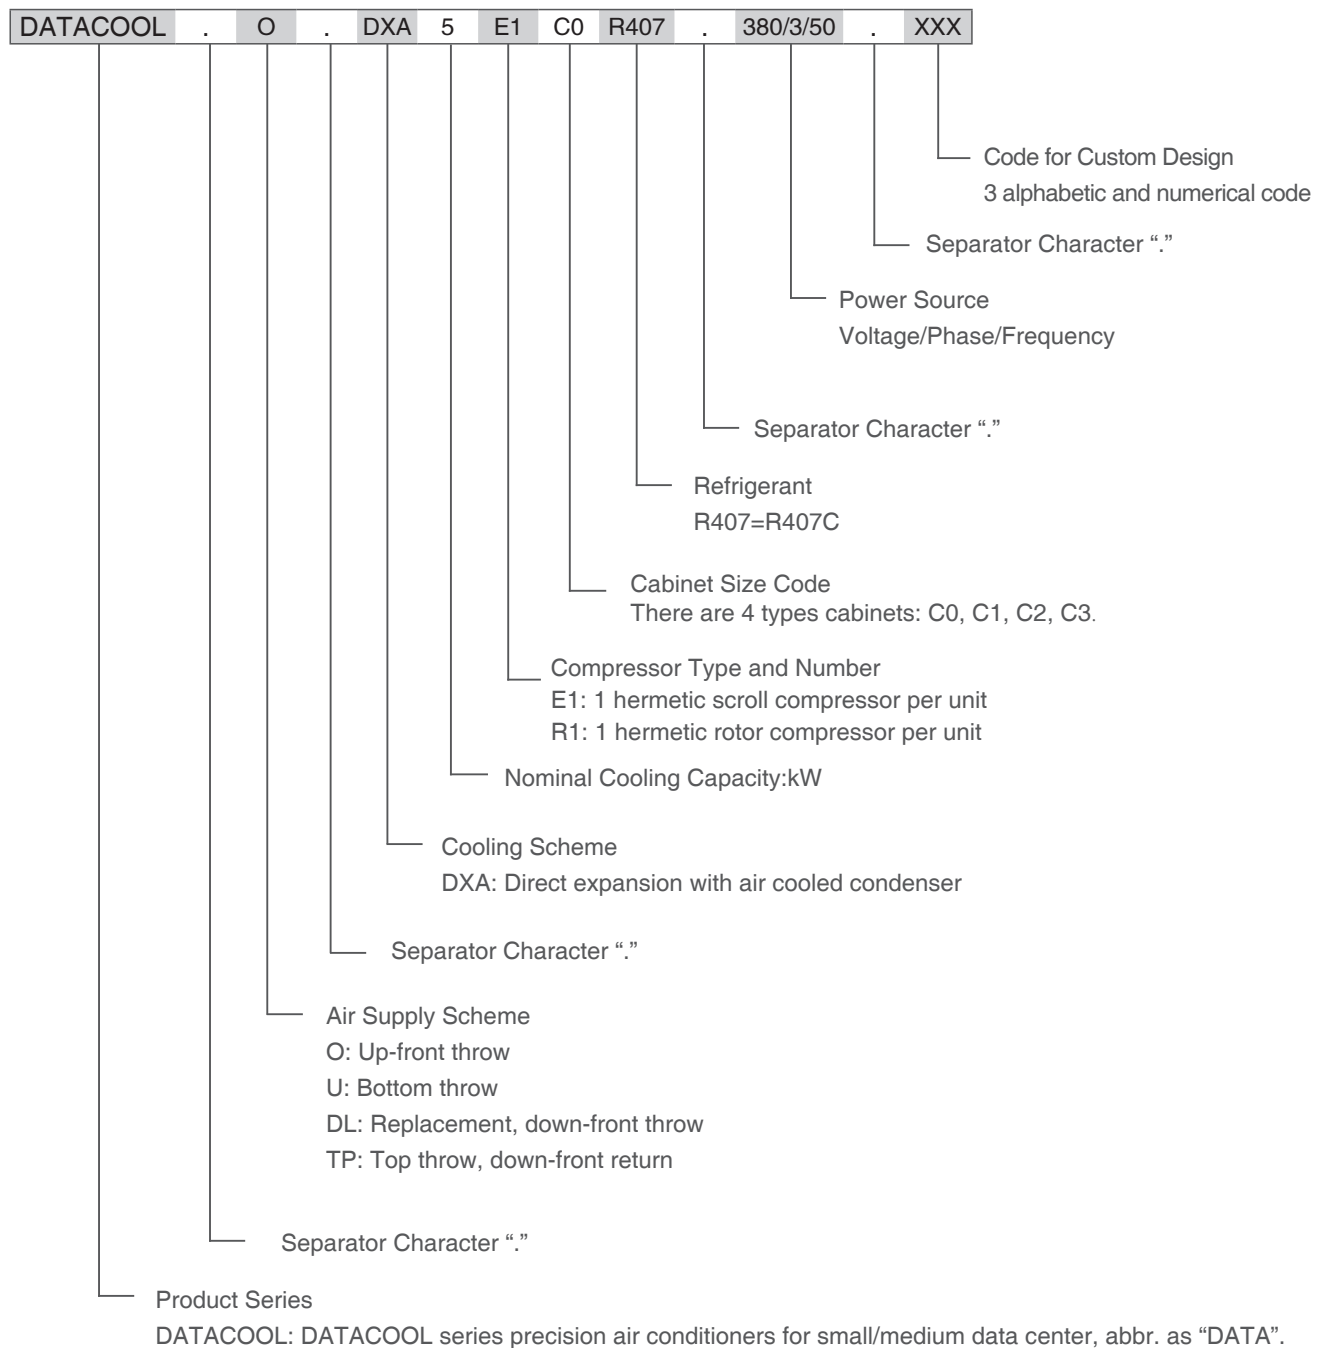 DATACOOL . O . DXA 5 E1 C0 R407 . 380/3/50 . XXX
Code for Custom Design
3 alphabetic and numerical code
Separator Character “.”
Power Source
Voltage/Phase/Frequency
Separator Character “.”
Refrigerant
R407=R407C
Cabinet Size Code
There are 4 types cabinets: C0, C1, C2, C3.
Compressor Type and Number
E1: 1 hermetic scroll compressor per unit
R1: 1 hermetic rotor compressor per unit
Nominal Cooling Capacity:kW
Cooling Scheme
DXA: Direct expansion with air cooled condenser
Separator Character “.”
Air Supply Scheme
O: Up-front throw
U: Bottom throw
DL: Replacement, down-front throw
TP: Top throw, down-front return
Separator Character “.”
Product Series
DATACOOL: DATACOOL series precision air conditioners for small/medium data center, abbr. as “DATA”.